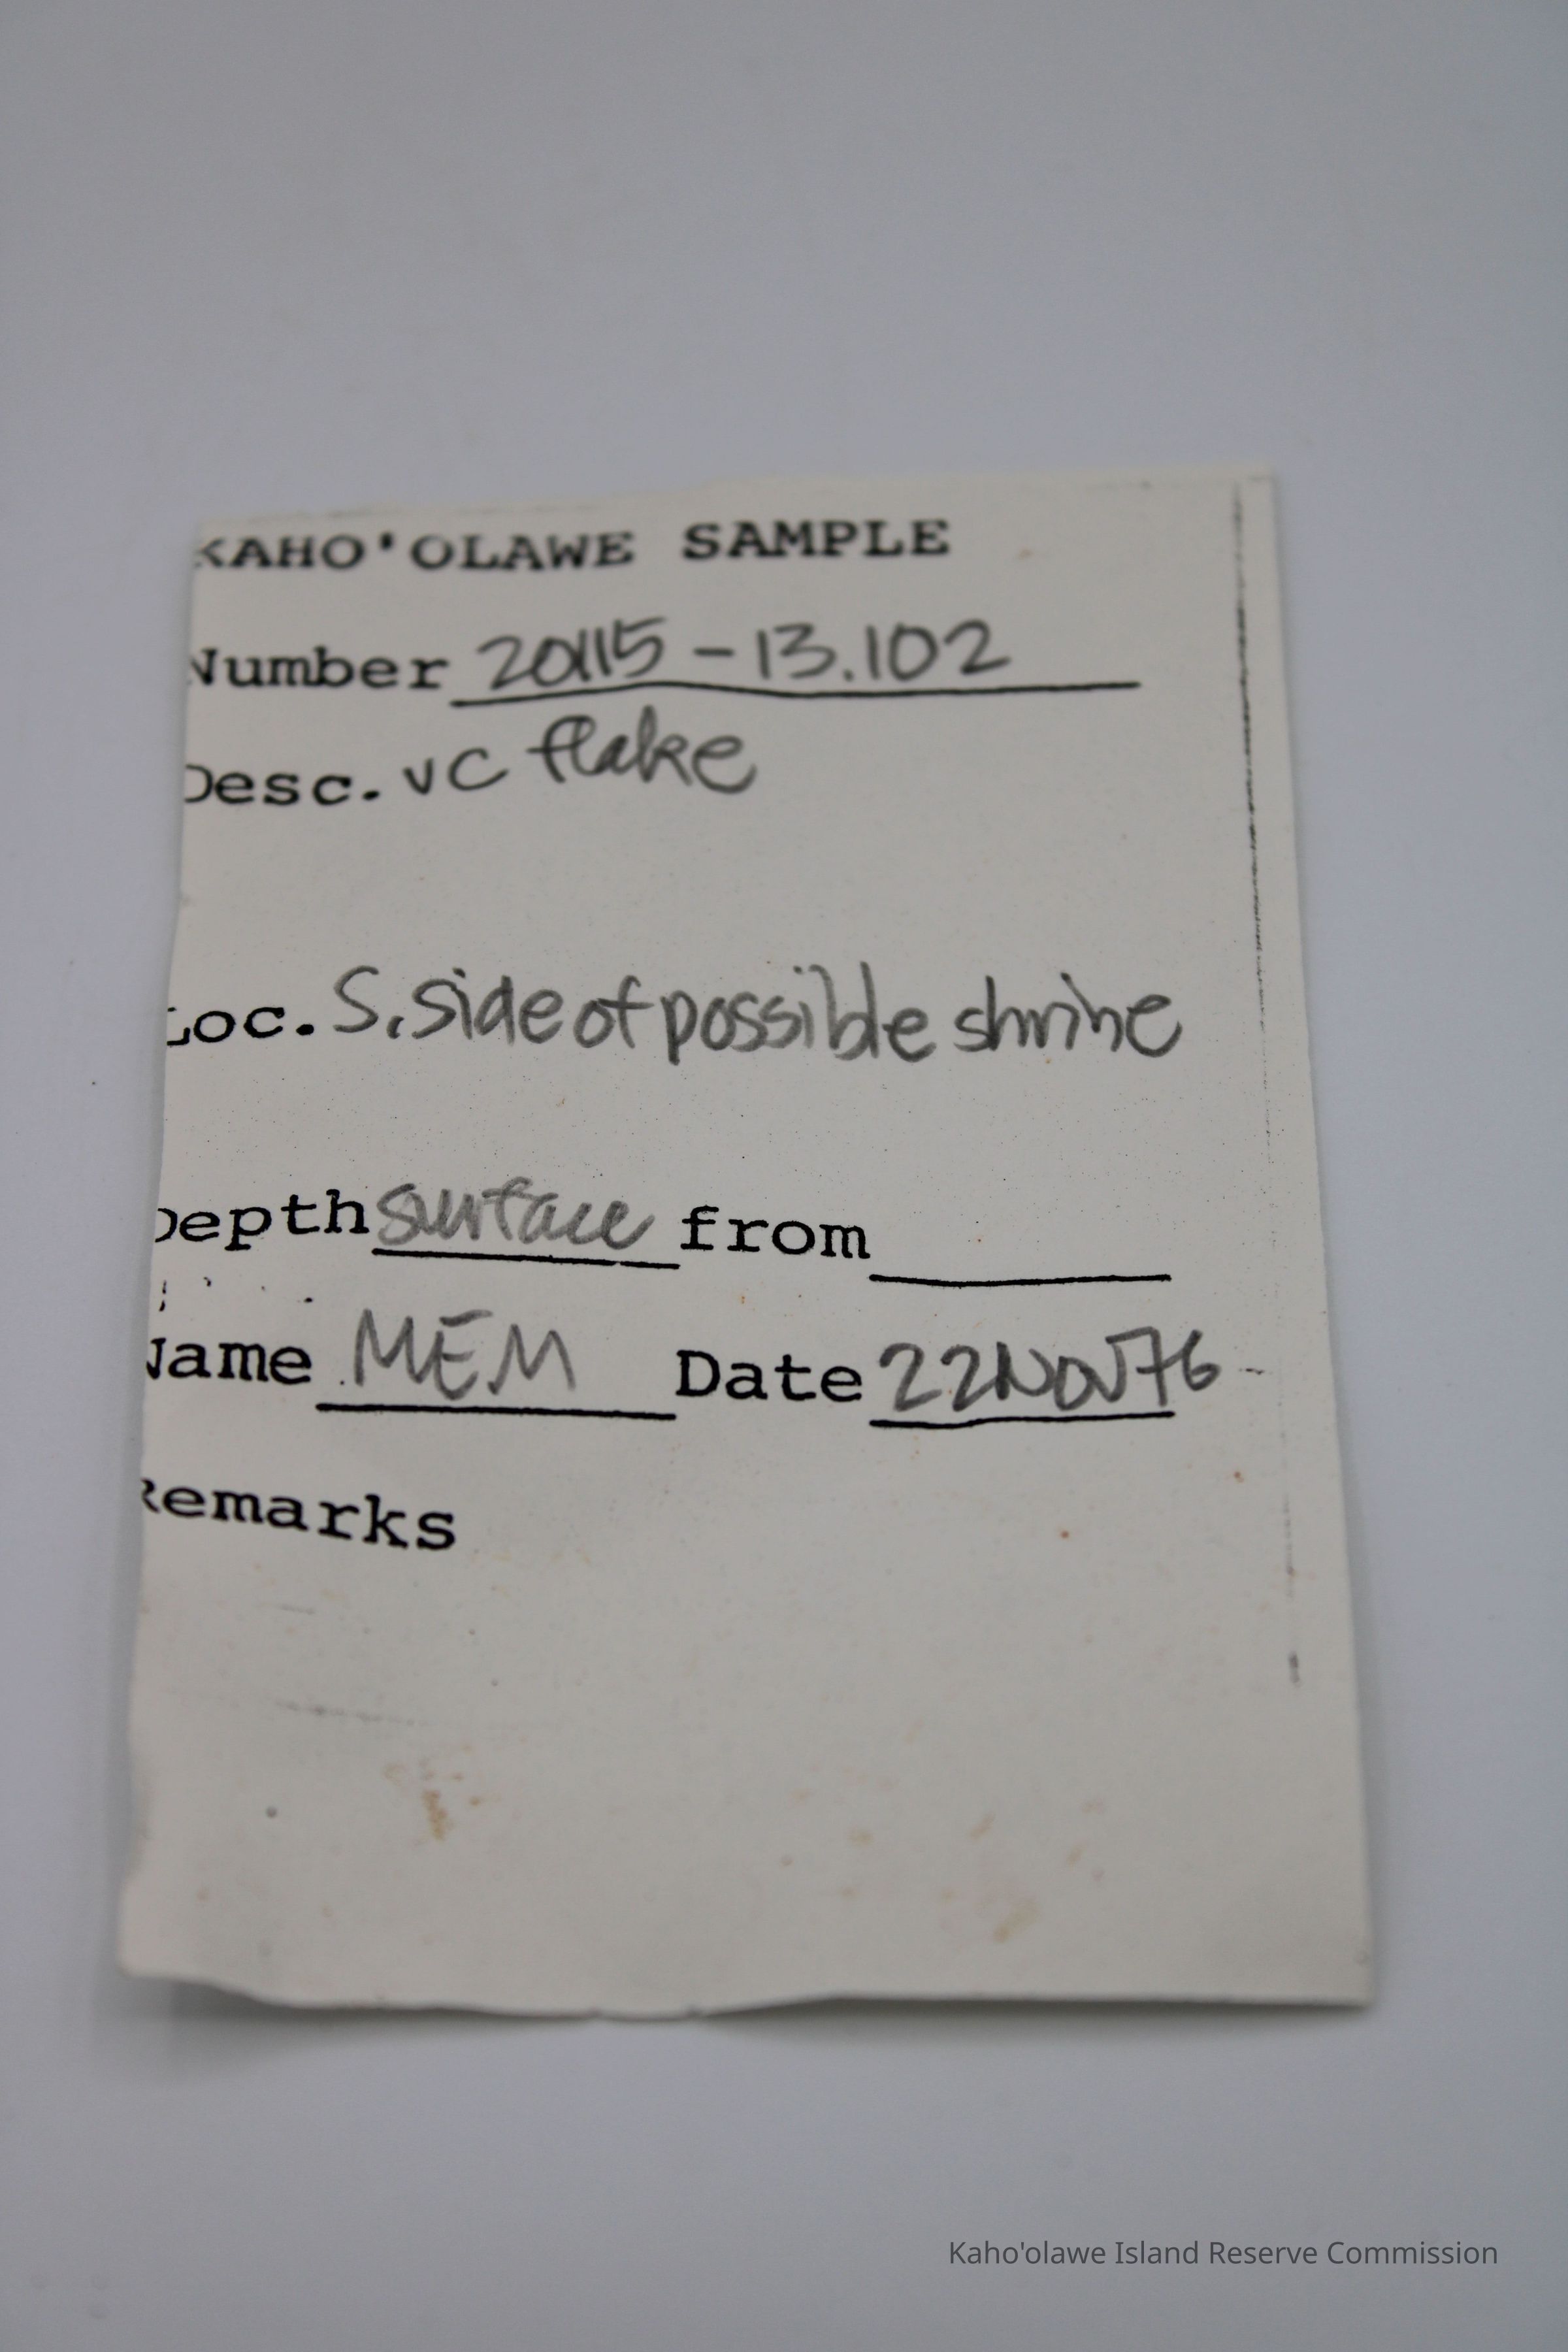 KAHO'OLAWE SAMPLE
Number 20115-13.102
Desc. vc flake
Loc. S. side of possible shrine
Depth surface from
Name MEM Date 22Nov76
Remarks
Kaho'olawe Island Reserve Commission